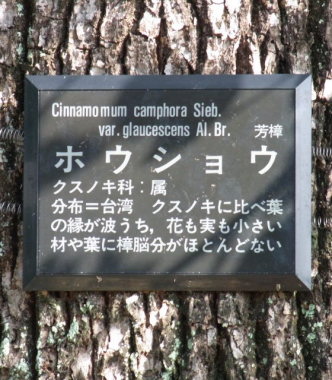 Cinnamomum camphora Sieb.
var. glaucescens Al. Br. 芳樟
ホウショウ
クスノキ科：属
分布＝台湾 クスノキに比べ葉
の縁が波うち，花も実も小さい
材や葉に樟脳分がほとんどない